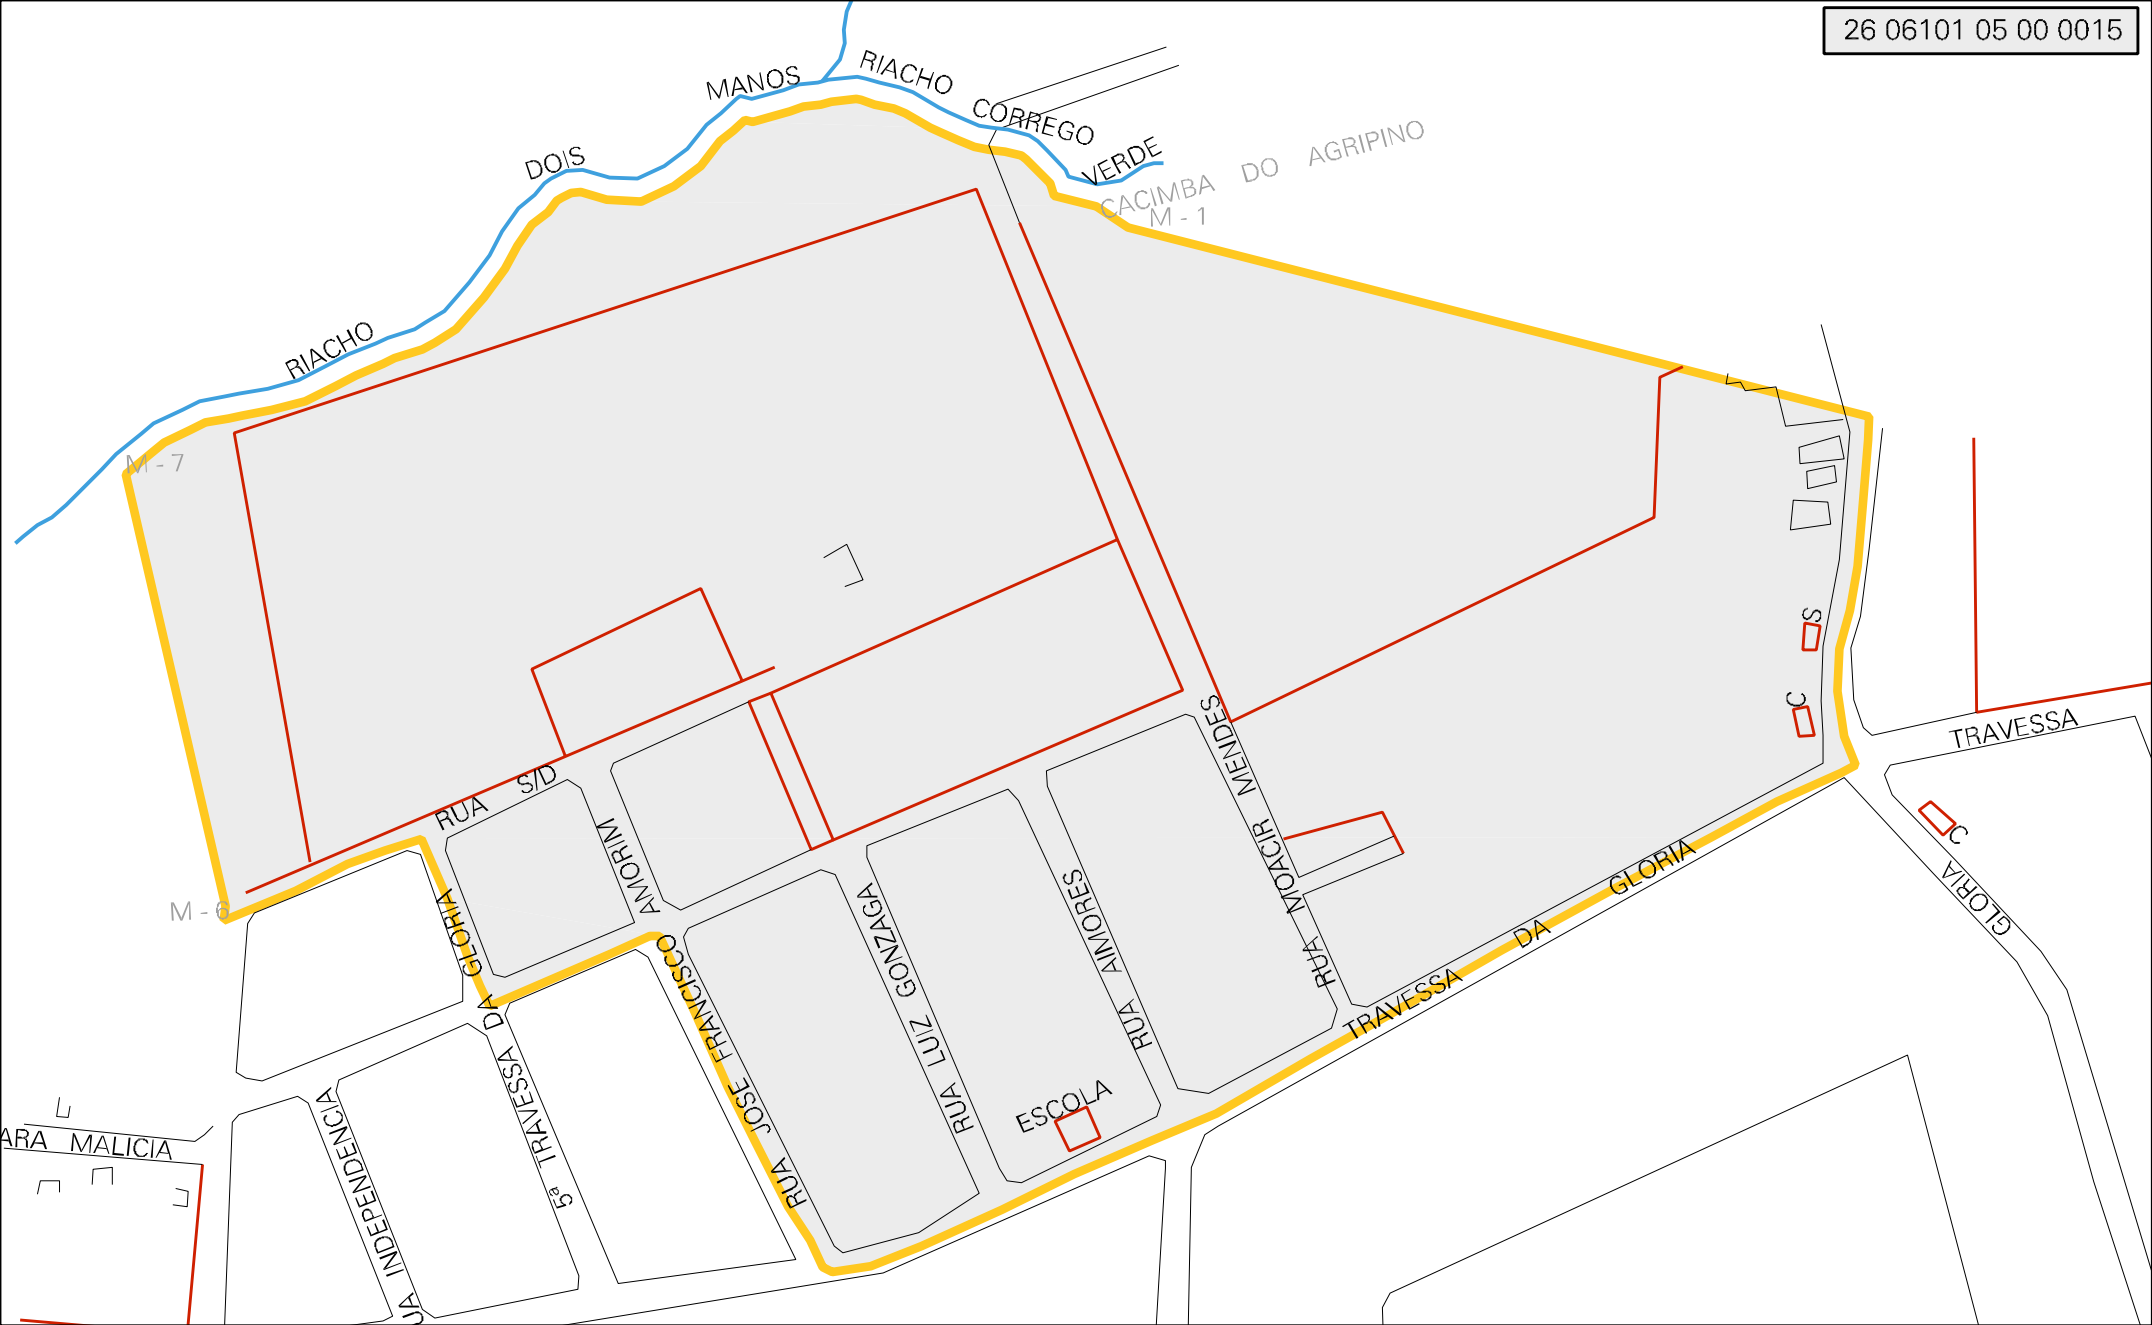 26 06101 05 00 0015
RIACHO DOIS MANOS
RIACHO CORREGO VERDE
CACIMBA DO AGRIPINO
M - 1
M - 7
M - 6
S
C
TRAVESSA
RUA S/D
RUA MOACIR MENDES
AMORIM
5ª TRAVESSA DA GLORIA
RUA JOSE FRANCISCO
RUA LUIZ GONZAGA
RUA AIMORES
TRAVESSA DA GLORIA
C
GLORIA
ESCOLA
ARA MALICIA
UA INDEPENDENCIA